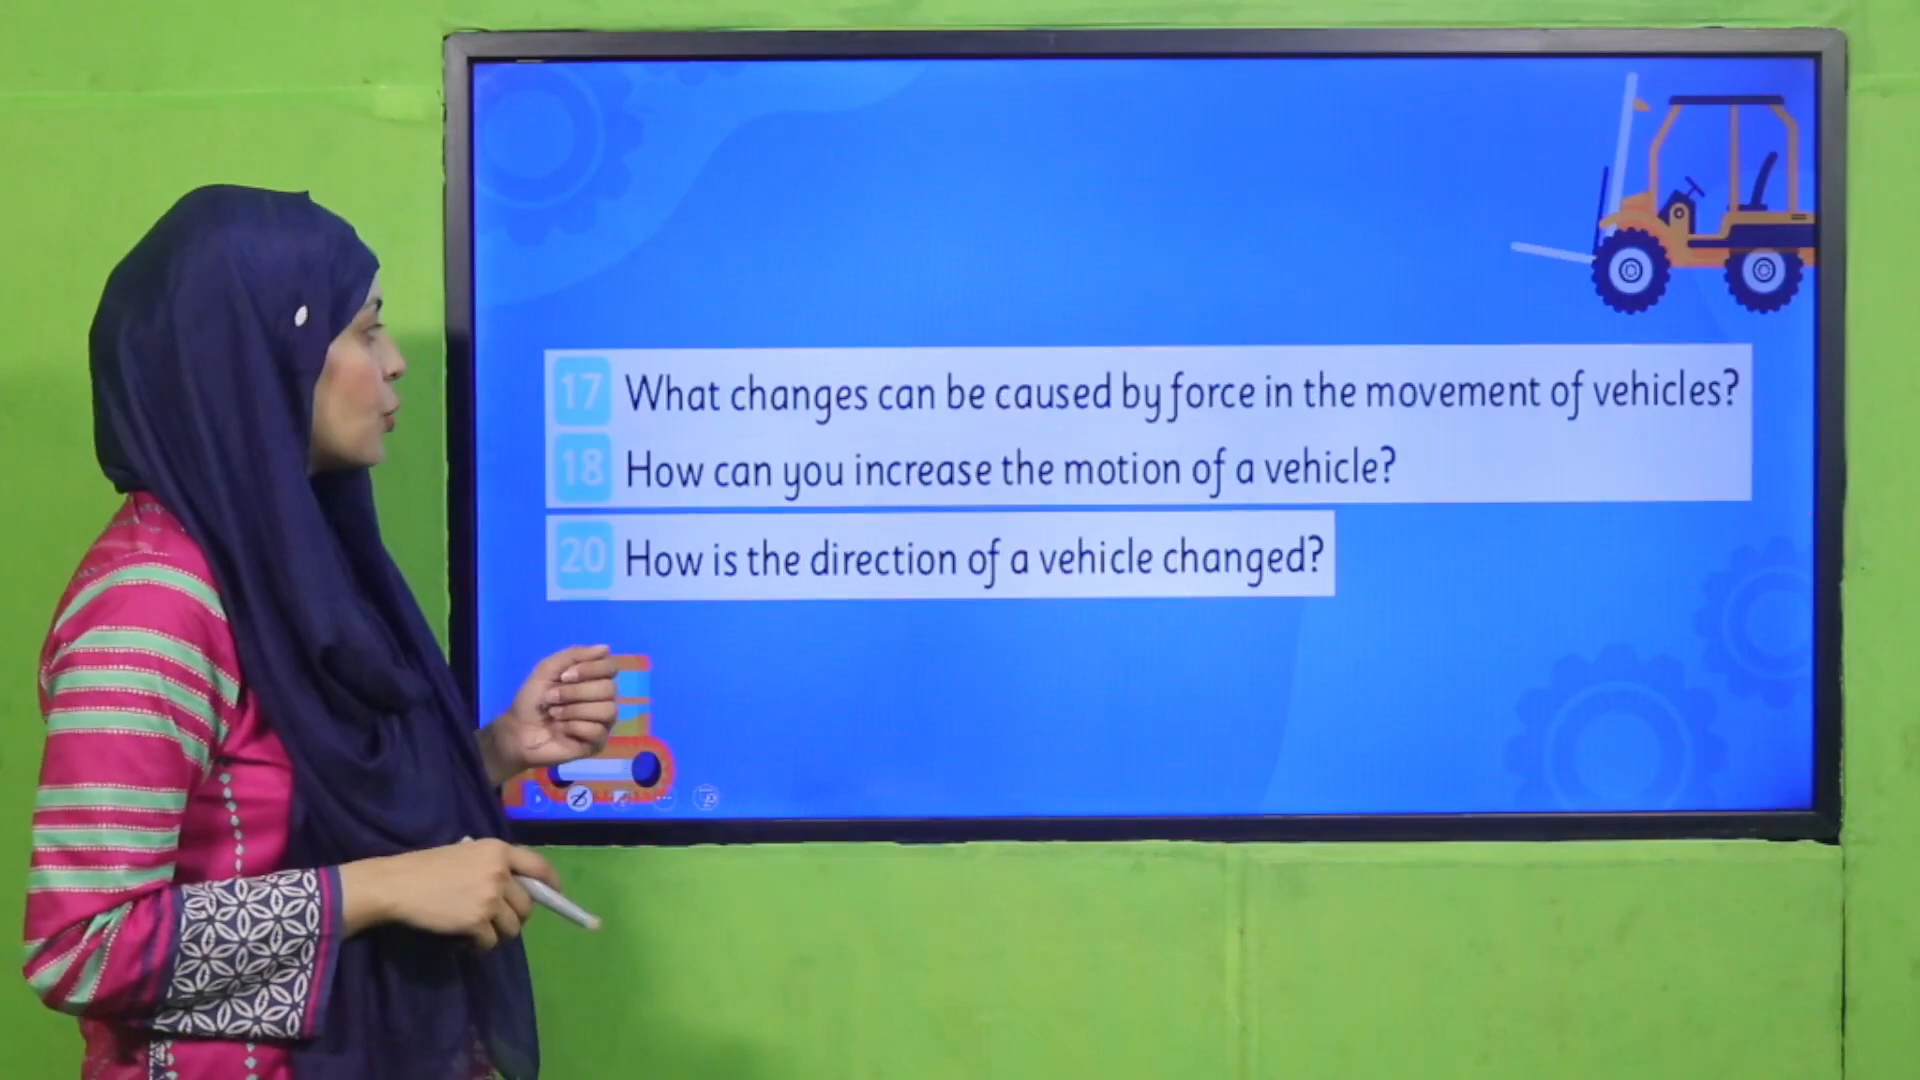 17 What changes can be caused by force in the movement of vehicles?
18 How can you increase the motion of a vehicle?
20 How is the direction of a vehicle changed?